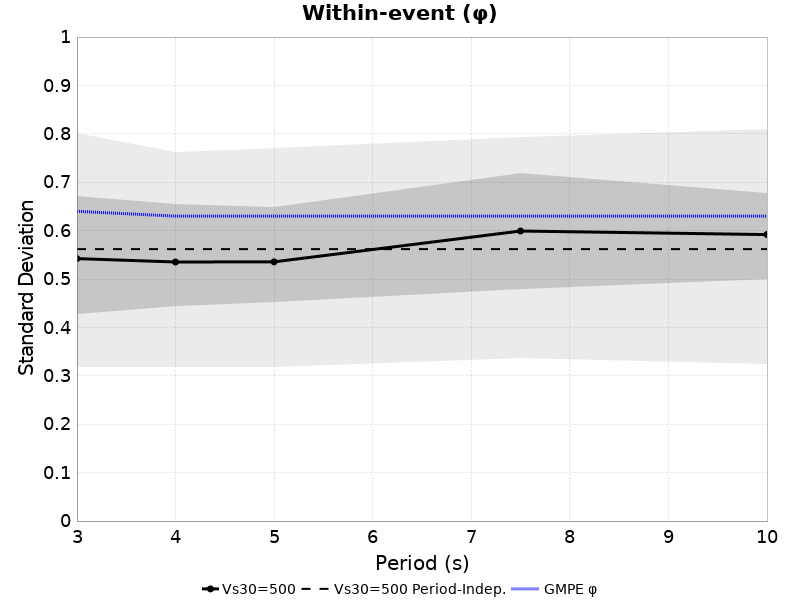 Within-event (φ)
1
0.9
0.8
0.7
0.6
0.5
0.4
0.3
0.2
0.1
0
Standard Deviation
3 4 5 6 7 8 9 10
Period (s)
Vs30=500 Vs30=500 Period-Indep. GMPE φ